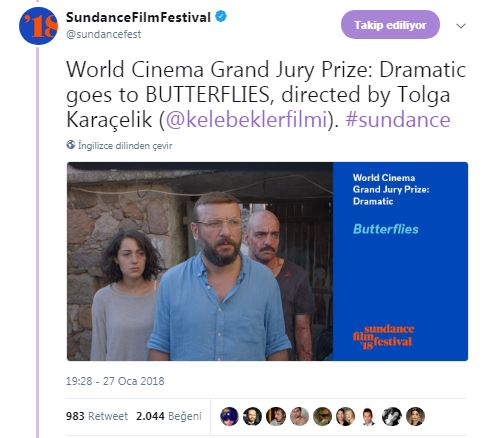 '18
SundanceFilmFestival
@sundancefest
Takip ediliyor
World Cinema Grand Jury Prize: Dramatic
goes to BUTTERFLIES, directed by Tolga
Karaçelik (@kelebeklerfilmi). #sundance
İngilizce dilinden çevir
World Cinema
Grand Jury Prize:
Dramatic
Butterflies
sundance
film festival
'18
19:28 - 27 Oca 2018
983 Retweet 2.044 Beğeni